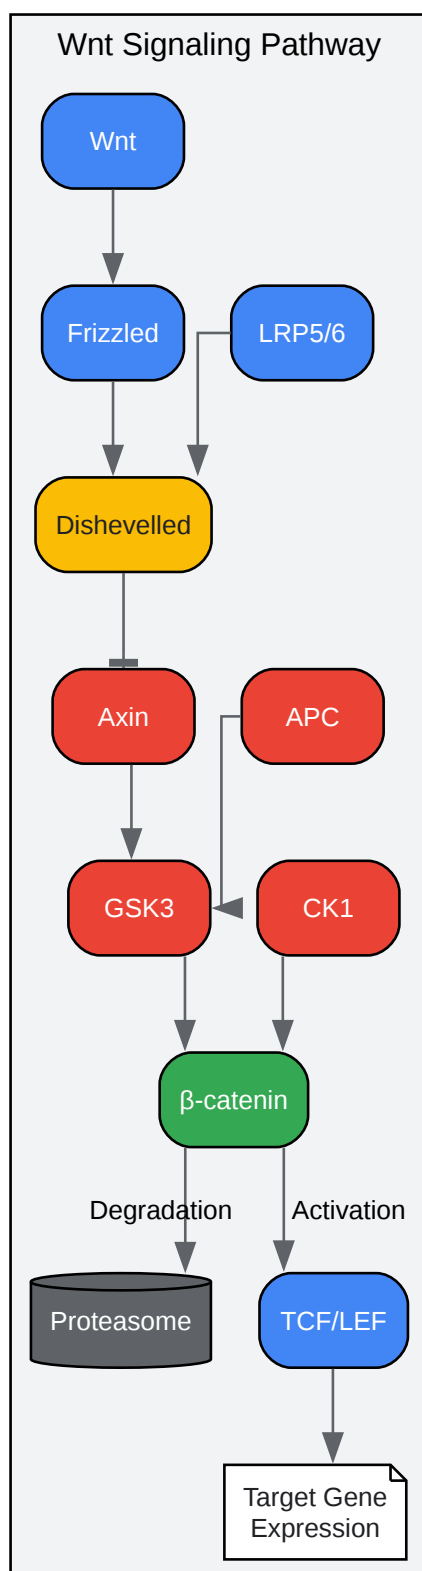 Wnt Signaling Pathway
Wnt
Frizzled
LRP5/6
Dishevelled
Axin
APC
GSK3
CK1
β-catenin
Degradation
Activation
Proteasome
TCF/LEF
Target Gene
Expression